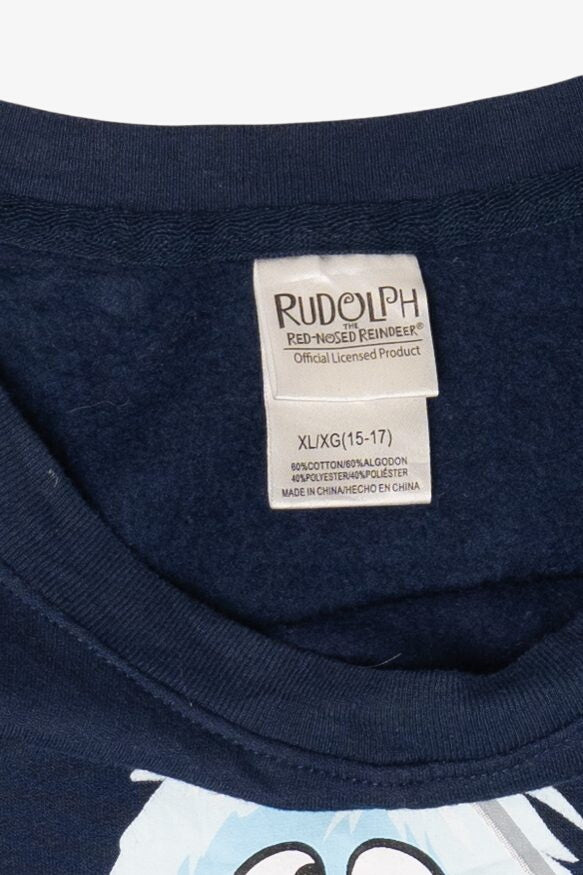 RUDOLPH
THE
RED-NOSED REINDEER®
Official Licensed Product
XL/XG(15-17)
60%COTTON/60%ALGODON
40%POLYESTER/40%POLIÉSTER
MADE IN CHINA/HECHO EN CHINA